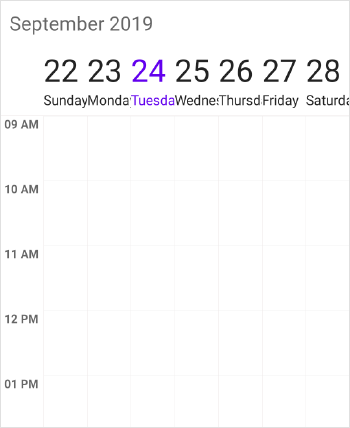 September 2019
22 23 24 25 26 27 28
Sunday Monda Tuesda Wednes Thursd Friday Saturda
09 AM
10 AM
11 AM
12 PM
01 PM